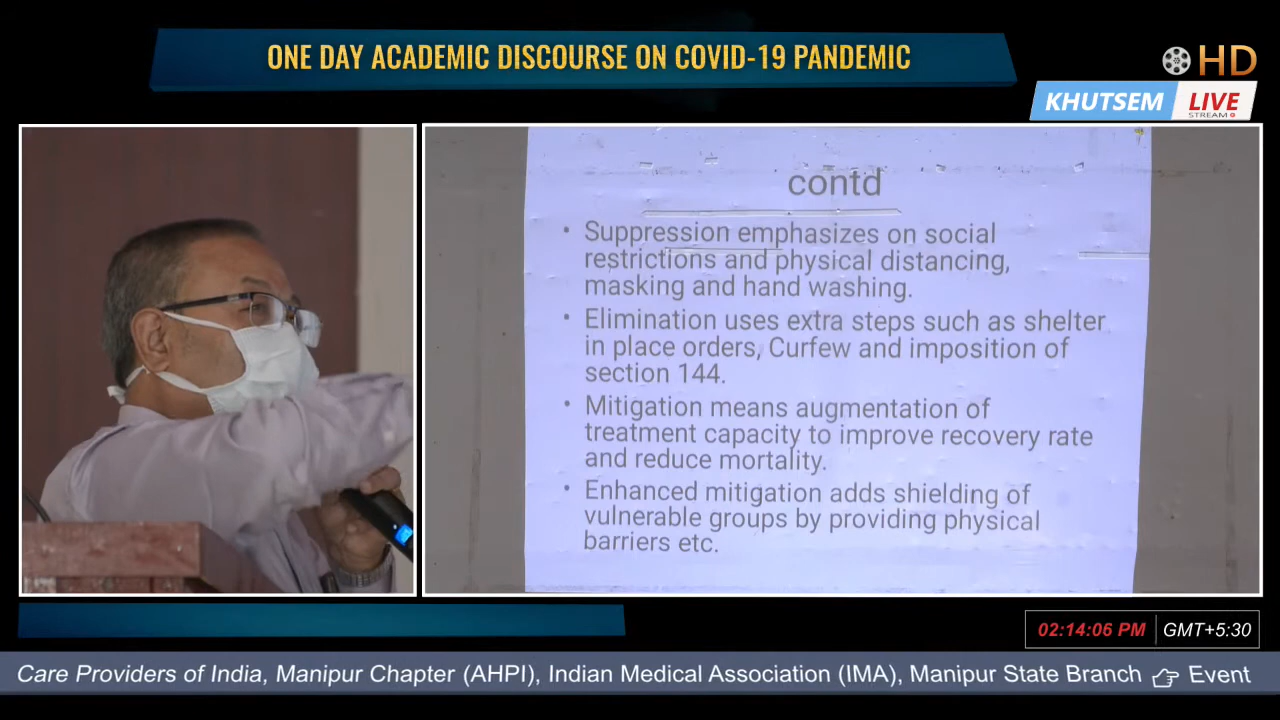 ONE DAY ACADEMIC DISCOURSE ON COVID-19 PANDEMIC
HD
KHUTSEM LIVE
STREAM
contd
• Suppression emphasizes on social
restrictions and physical distancing,
masking and hand washing.
• Elimination uses extra steps such as shelter
in place orders, Curfew and imposition of
section 144.
• Mitigation means augmentation of
treatment capacity to improve recovery rate
and reduce mortality.
• Enhanced mitigation adds shielding of
vulnerable groups by providing physical
barriers etc.
02:14:06 PM GMT+5:30
Care Providers of India, Manipur Chapter (AHPI), Indian Medical Association (IMA), Manipur State Branch Event